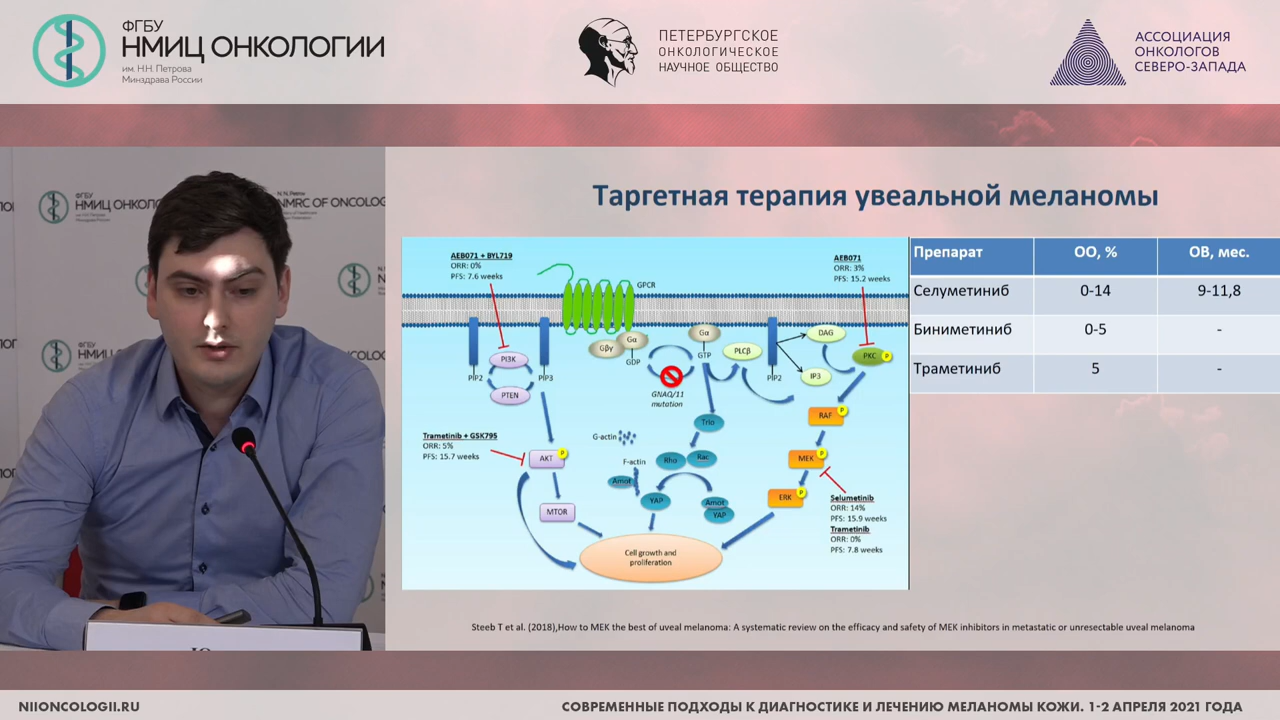 ФГБУ
НМИЦ ОНКОЛОГИИ
им. Н.Н. Петрова
Минздрава России
ПЕТЕРБУРГСКОЕ
ОНКОЛОГИЧЕСКОЕ
НАУЧНОЕ ОБЩЕСТВО
АССОЦИАЦИЯ
ОНКОЛОГОВ
СЕВЕРО-ЗАПАДА
ФГБУ
НМИЦ ОНКОЛО
NMRC OF ONCOLOG
Таргетная терапия увеальной меланомы
AEB071 + BYL719
ORR: 0%
PFS: 7.6 weeks
GPCR
AEB071
ORR: 3%
PFS: 15.2 weeks
Gβγ
Gα
GDP
Gα
GTP
PLCβ
DAG
IP3
PKC
P
PI3K
PIP2
PIP3
PTEN
PIP2
GNAQ/11
mutation
RAF
P
Trio
Trametinib + GSK795
ORR: 5%
PFS: 15.7 weeks
G-actin
AKT
P
F-actin
Rho
Rac
MEK
P
Amot
YAP
Amot
YAP
ERK
P
MTOR
Selumetinib
ORR: 14%
PFS: 15.9 weeks
Trametinib
ORR: 0%
PFS: 7.8 weeks
Cell growth and
proliferation
Препарат ОО, % ОВ, мес.
Селуметиниб 0-14 9-11,8
Биниметиниб 0-5 -
Траметиниб 5 -
Steeb T et al. (2018),How to MEK the best of uveal melanoma: A systematic review on the efficacy and safety of MEK inhibitors in metastatic or unresectable uveal melanoma
NIIONCOLOGII.RU
СОВРЕМЕННЫЕ ПОДХОДЫ К ДИАГНОСТИКЕ И ЛЕЧЕНИЮ МЕЛАНОМЫ КОЖИ. 1-2 АПРЕЛЯ 2021 ГОДА